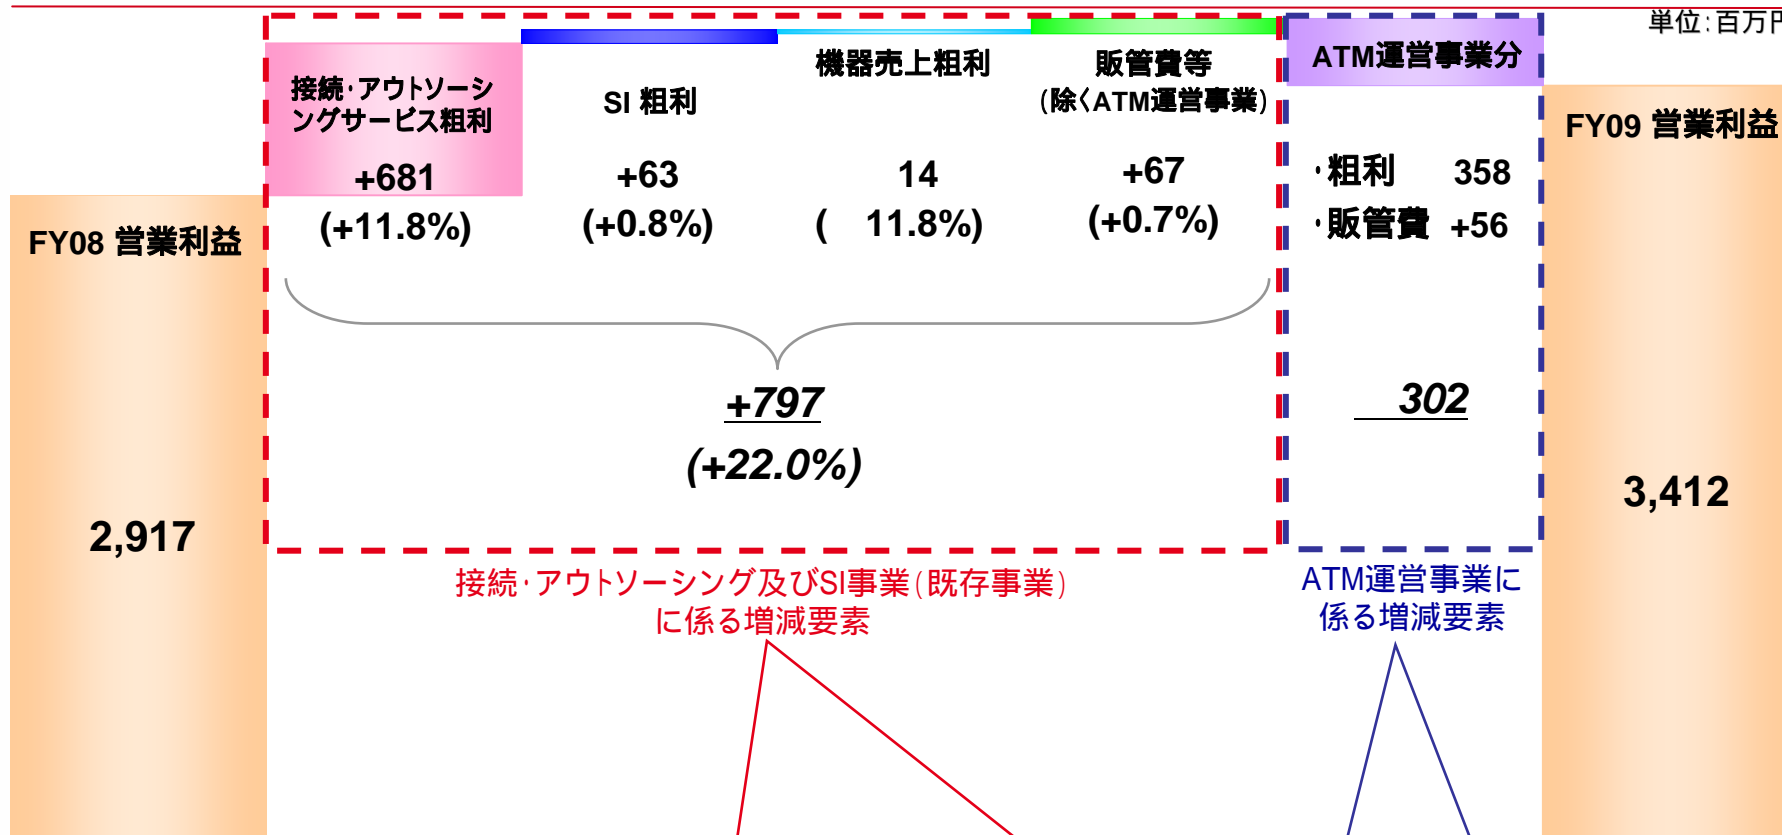 単位:百万円
接続・アウトソーシ
ングサービス粗利
+681
(+11.8%)
SI 粗利
+63
(+0.8%)
機器売上粗利
14
( 11.8%)
販管費等
(除くATM運営事業)
+67
(+0.7%)
ATM運営事業分
・粗利 358
・販管費 +56
FY08 営業利益
2,917
FY09 営業利益
3,412
+797
(+22.0%)
302
接続・アウトソーシング及びSI事業(既存事業)
に係る増減要素
ATM運営事業に
係る増減要素